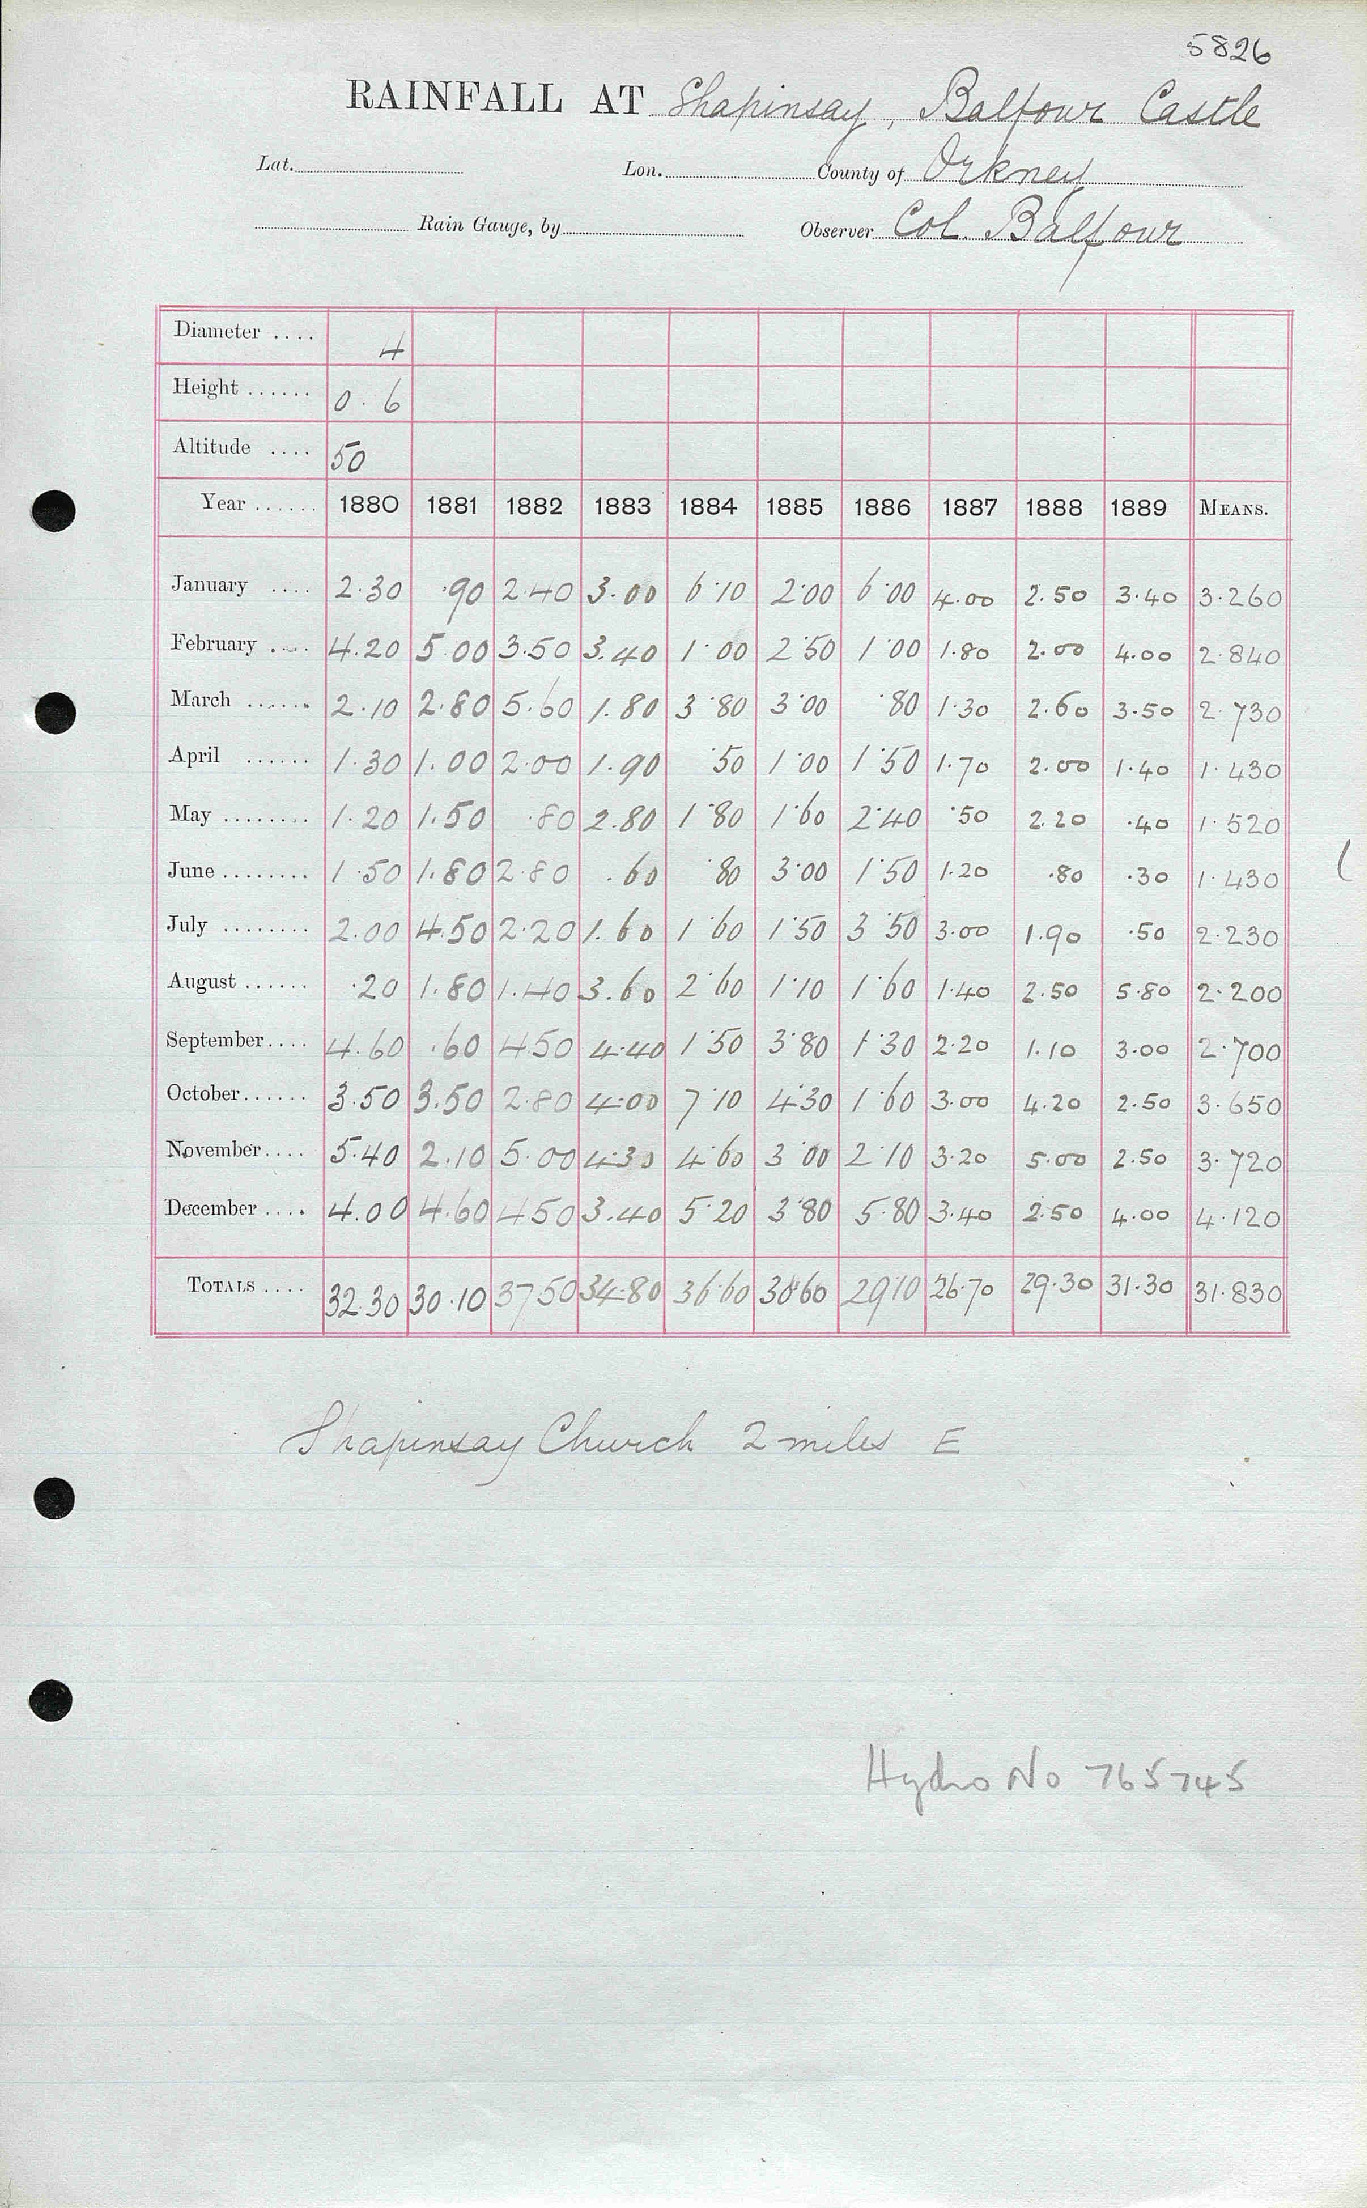 5826
RAINFALL AT Shapinsay, Balfour Castle
Lat. Lon. County of Orkney
Rain Gauge, by Observer Col. Balfour
Diameter .... 4
Height ...... 0 . 6
Altitude .... 50
Year ...... 1880 1881 1882 1883 1884 1885 1886 1887 1888 1889 MEANS.
January .... 2.30 .90 2.40 3.00 6.10 2.00 6.00 4.00 2.50 3.40 3.260
February .... 4.20 5.00 3.50 3.40 1.00 2.50 1.00 1.80 2.00 4.00 2.840
March ...... 2.10 2.80 5.60 1.80 3.80 3.00 .80 1.30 2.60 3.50 2.730
April ...... 1.30 1.00 2.00 1.90 .50 1.00 1.50 1.70 2.00 1.40 1.430
May ........ 1.20 1.50 .80 2.80 1.80 1.60 2.40 .50 2.20 .40 1.520
June ........ 1.50 1.80 2.80 .60 .80 3.00 1.50 1.20 .80 .30 1.430
July ........ 2.00 4.50 2.20 1.60 1.60 1.50 3.50 3.00 1.90 .50 2.230
August ...... .20 1.80 1.40 3.60 2.60 1.10 1.60 1.40 2.50 5.80 2.200
September.... 4.60 .60 4.50 4.40 1.50 3.80 1.30 2.20 1.10 3.00 2.700
October...... 3.50 3.50 2.80 4.00 7.10 4.30 1.60 3.00 4.20 2.50 3.650
November.... 5.40 2.10 5.00 4.30 4.60 3.00 2.10 3.20 5.00 2.50 3.720
December .... 4.00 4.60 4.50 3.40 5.20 3.80 5.80 3.40 2.50 4.00 4.120
TOTALS .... 32.30 30.10 37.50 34.80 36.60 30.60 29.10 26.70 29.30 31.30 31.830
Shapinsay Church 2 miles E
Hydro No 765745